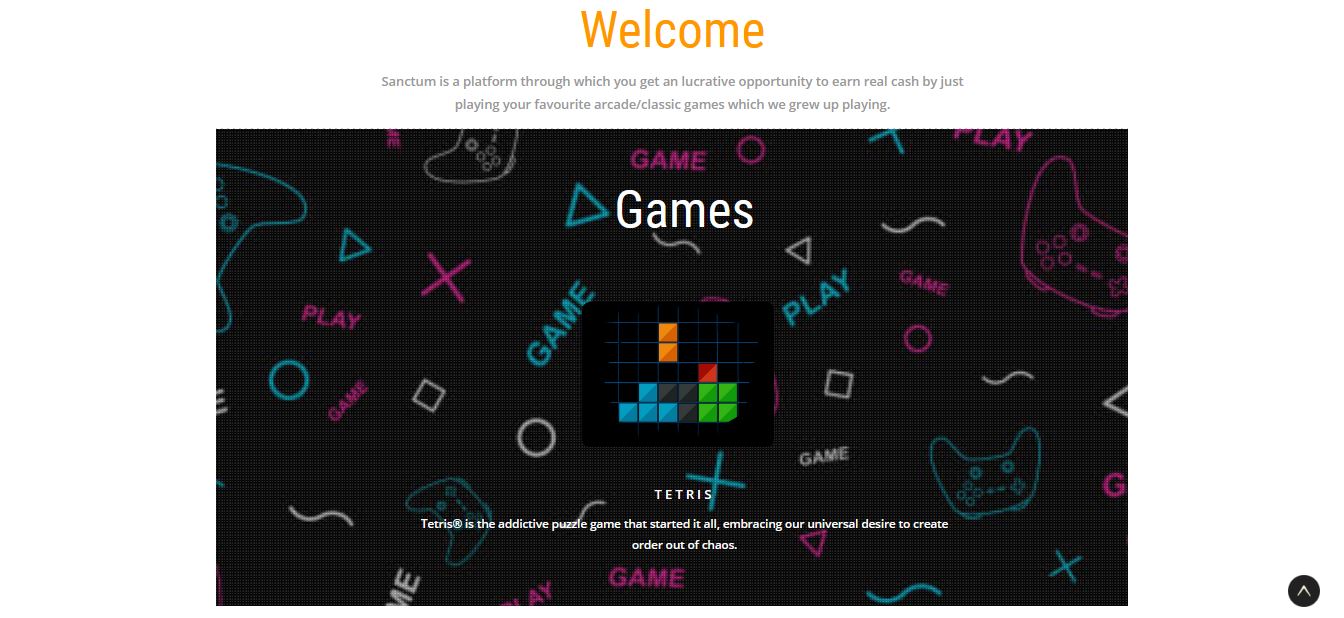 Welcome
Sanctum is a platform through which you get an lucrative opportunity to earn real cash by just
playing your favourite arcade/classic games which we grew up playing.
GAME
PLAY
Games
GAME
PLAY
GAME
PLAY
GAME
GAME
TETRIS
Tetris® is the addictive puzzle game that started it all, embracing our universal desire to create
order out of chaos.
GAME